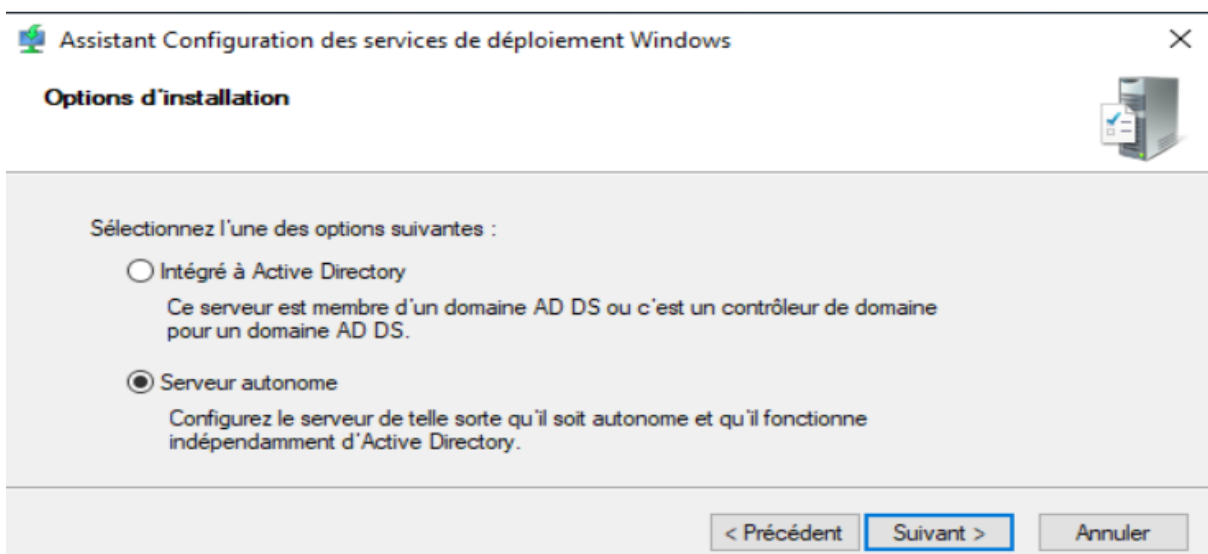 Assistant Configuration des services de déploiement Windows
Options d'installation
Sélectionnez l'une des options suivantes :
Intégré à Active Directory
Ce serveur est membre d'un domaine AD DS ou c'est un contrôleur de domaine
pour un domaine AD DS.
Serveur autonome
Configurez le serveur de telle sorte qu'il soit autonome et qu'il fonctionne
indépendamment d'Active Directory.
< Précédent Suivant > Annuler